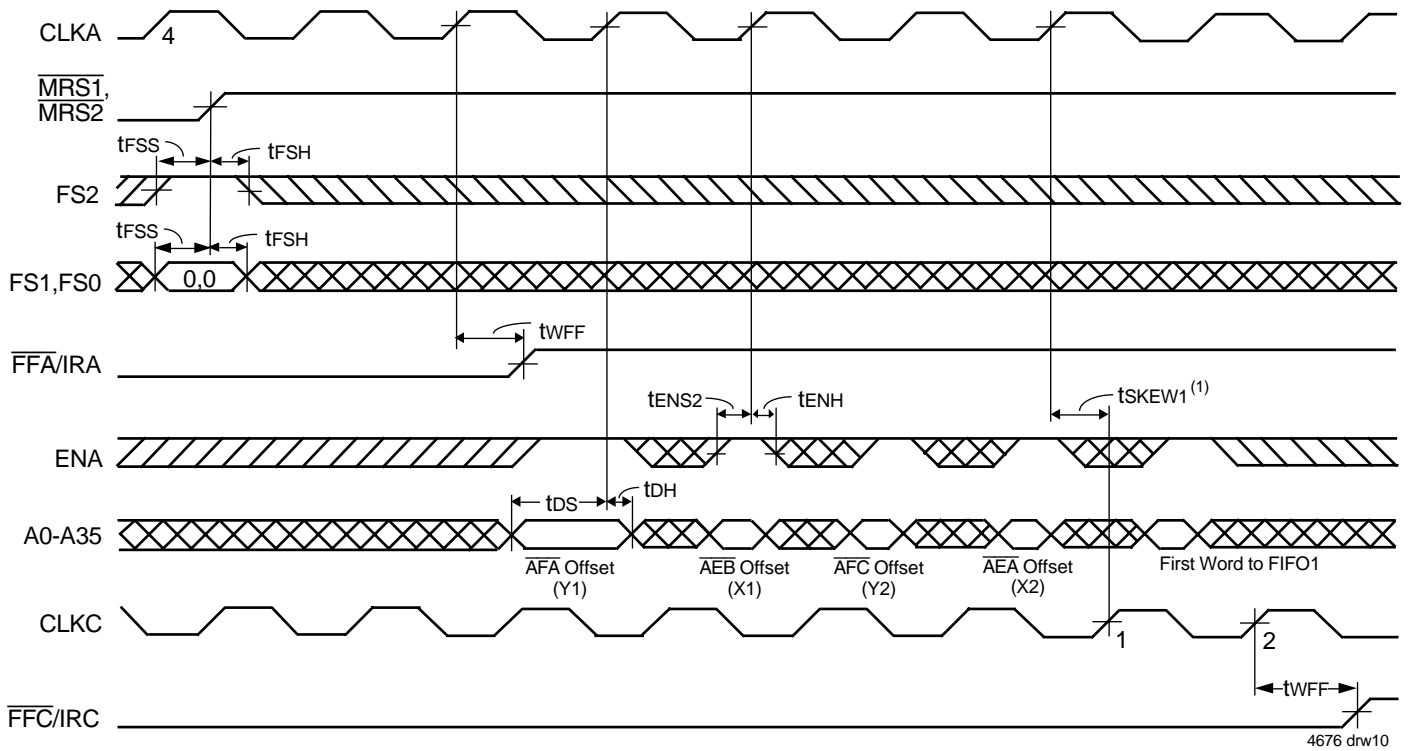 CLKA
4
MRS1,
MRS2
tFSS
tFSH
FS2
tFSS
tFSH
FS1,FS0
0,0
tWFF
FFA/IRA
tENS2
tENH
tSKEW1 (1)
ENA
tDS
tDH
A0-A35
AFA Offset
(Y1)
AEB Offset
(X1)
AFC Offset
(Y2)
AEA Offset
(X2)
First Word to FIFO1
CLKC
1
2
tWFF
FFC/IRC
4676 drw10